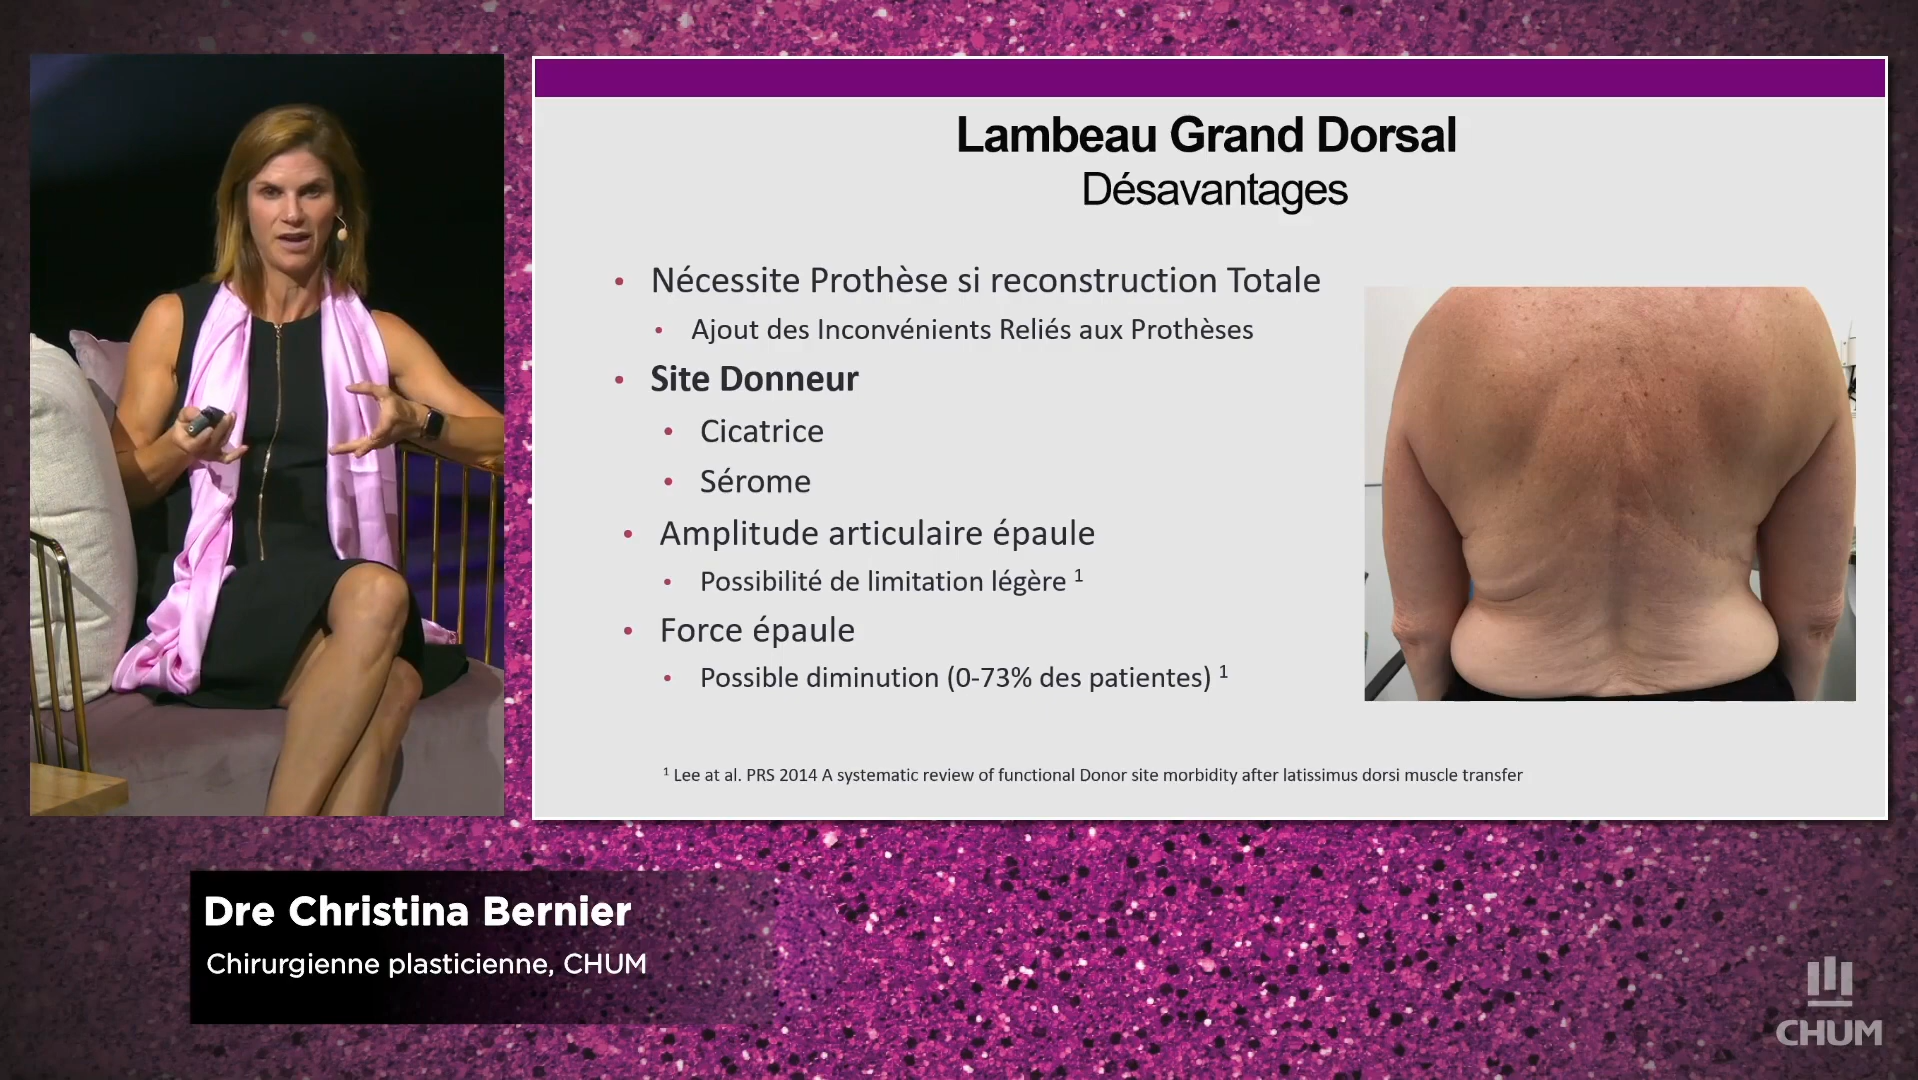 Lambeau Grand Dorsal
Désavantages
• Nécessite Prothèse si reconstruction Totale
• Ajout des Inconvénients Reliés aux Prothèses
• Site Donneur
• Cicatrice
• Sérome
• Amplitude articulaire épaule
• Possibilité de limitation légère 1
• Force épaule
• Possible diminution (0-73% des patientes) 1
1 Lee at al. PRS 2014 A systematic review of functional Donor site morbidity after latissimus dorsi muscle transfer
Dre Christina Bernier
Chirurgienne plasticienne, CHUM
CHUM